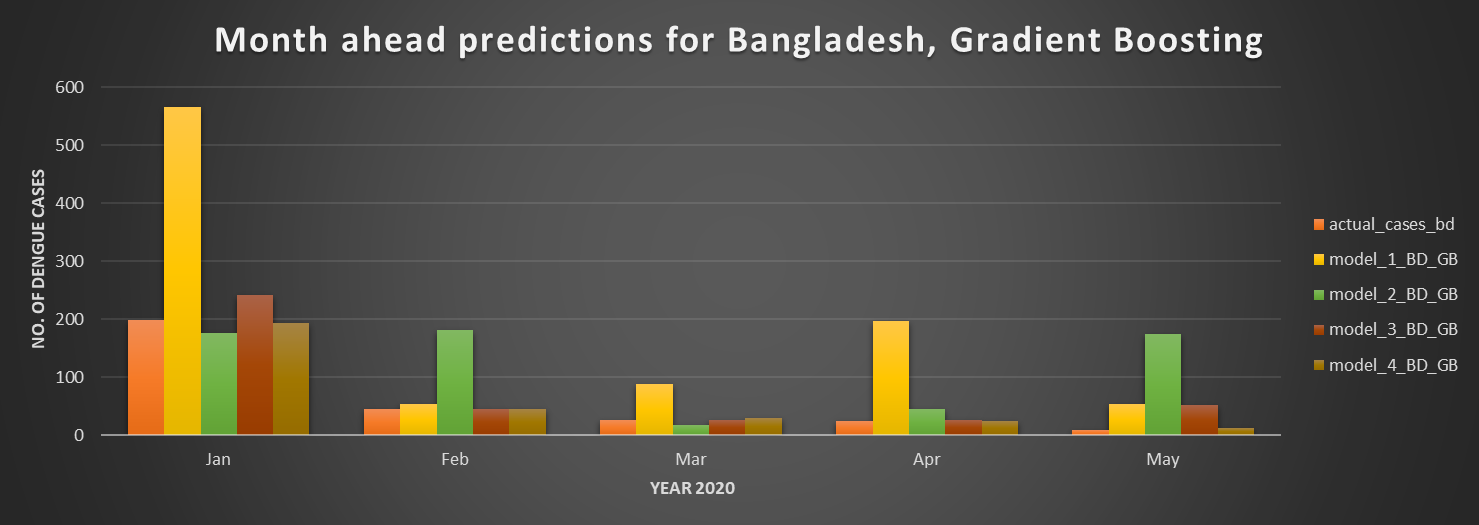 Month ahead predictions for Bangladesh, Gradient Boosting
NO. OF DENGUE CASES
600
500
400
300
200
100
0
Jan
Feb
Mar
Apr
May
YEAR 2020
actual_cases_bd
model_1_BD_GB
model_2_BD_GB
model_3_BD_GB
model_4_BD_GB